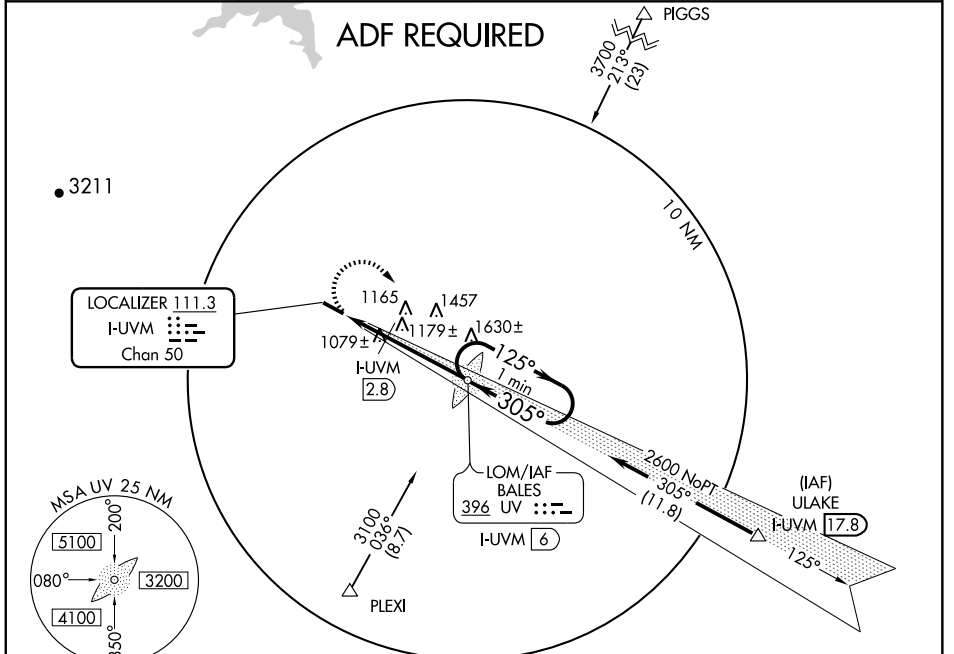 ADF REQUIRED
PIGGS
3700
213°
(23)
3211
10 NM
LOCALIZER 111.3
I-UVM
Chan 50
1165
1457
1179±
1630±
1079±
I-UVM
2.8
125°
1 min
305°
LOM/IAF
BALES
396 UV
I-UVM 6
2600 NoPT
305°
(11.8)
(IAF)
ULAKE
I-UVM 17.8
125°
3100
036°
(8.7)
PLEXI
MSA UV 25 NM
200°
5100
080°
3200
4100